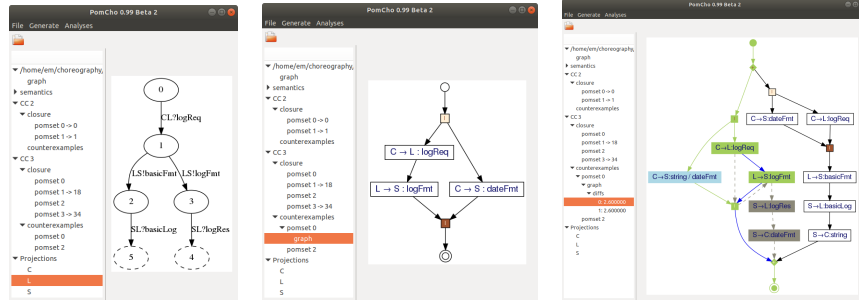 PomCho 0.99 Beta 2
File Generate Analyses
/home/em/choreography,
graph
semantics
CC 2
closure
pomset 0 -> 0
pomset 1 -> 1
counterexamples
CC 3
closure
pomset 0
pomset 1 -> 18
pomset 2
pomset 3 -> 34
counterexamples
pomset 0
pomset 2
Projections
C
L
S
0
CL?logReq
1
LS!basicFmt
LS!logFmt
2
3
SL?basicLog
SL?logRes
5
4
PomCho 0.99 Beta 2
File Generate Analyses
/home/em/choreography,
graph
semantics
CC 2
closure
pomset 0 -> 0
pomset 1 -> 1
counterexamples
CC 3
closure
pomset 0
pomset 1 -> 18
pomset 2
pomset 3 -> 34
counterexamples
pomset 0
graph
pomset 2
Projections
C
L
S
C → L : logReq
L → S : logFmt
C → S : dateFmt
PomCho 0.99 Beta 2
File Generate Analyses
/home/em/choreography,
graph
semantics
CC 2
closure
pomset 0 -> 0
pomset 1 -> 1
counterexamples
CC 3
closure
pomset 0
pomset 1 -> 18
pomset 2
pomset 3 -> 34
counterexamples
pomset 0
graph
diffs
0: 2.600000
1: 2.600000
pomset 2
Projections
C
L
S
C→S:dateFmt
C→L:logReq
C→L:logReq
C→S:string / dateFmt
L→S:logFmt
L→S:basicFmt
S→L:logRes
S→L:basicLog
S→C:dateFmt
S→C:string